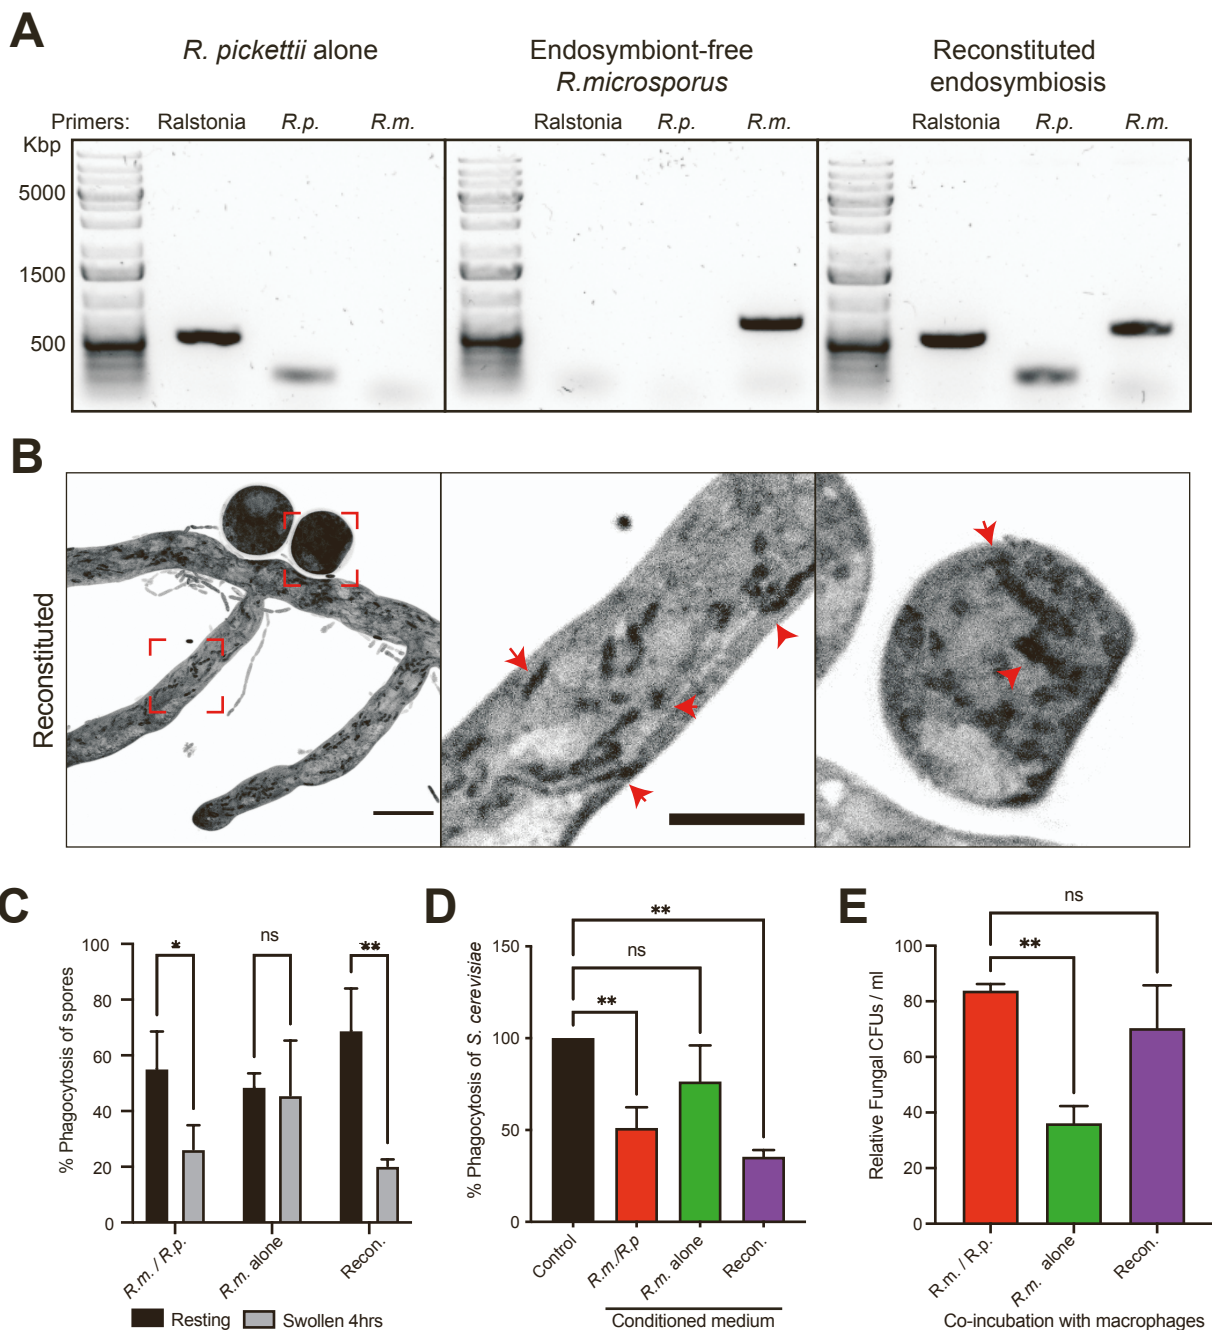 A
R. pickettii alone
Endosymbiont-free
R.microsporus
Reconstituted
endosymbiosis
Primers: Ralstonia R.p. R.m.
Ralstonia R.p. R.m.
Ralstonia R.p. R.m.
Kbp
5000
1500
500
B
Reconstituted
C
% Phagocytosis of spores
100
80
60
40
20
0
*
ns
**
R.m. / R.p.
R.m. alone
Recon.
Resting
Swollen 4hrs
D
% Phagocytosis of S. cerevisiae
150
100
50
0
**
ns
**
Control
R.m./R.p
R.m. alone
Recon.
Conditioned medium
E
Relative Fungal CFUs / ml
100
80
60
40
20
0
ns
**
R.m. / R.p.
R.m. alone
Recon.
Co-incubation with macrophages